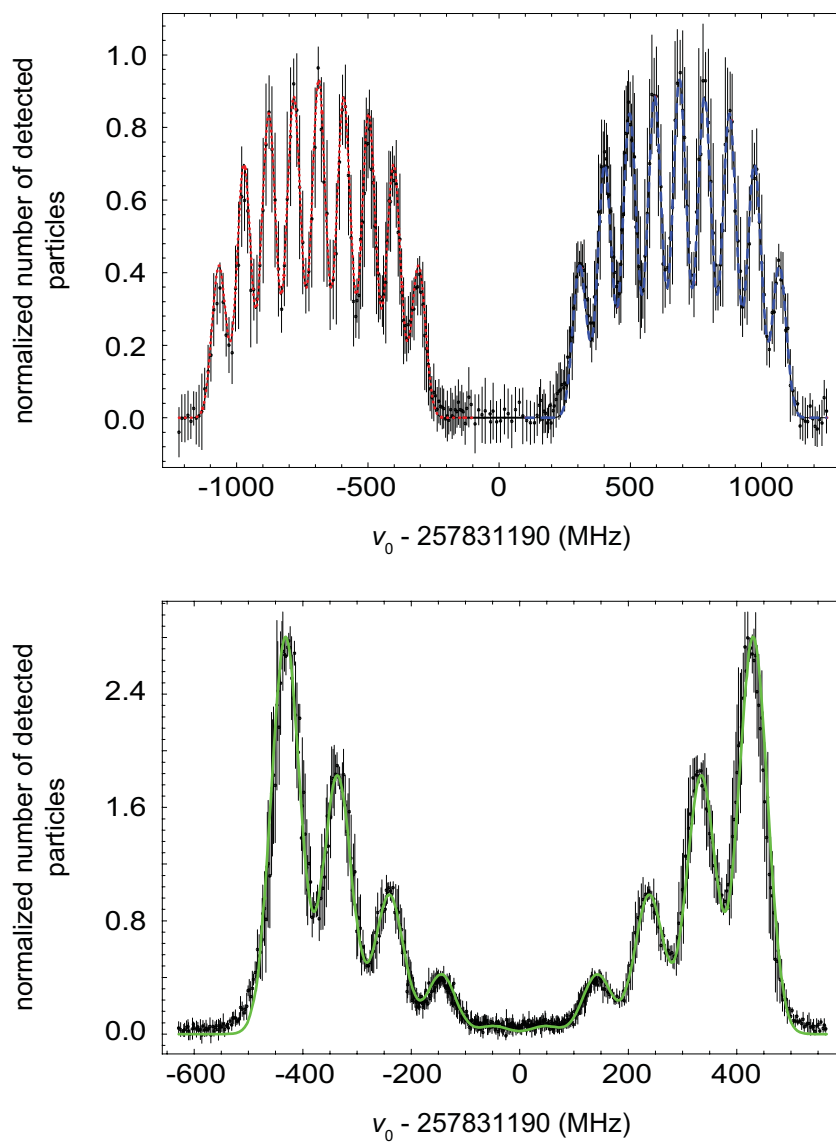 normalized number of detected
particles
1.0
0.8
0.6
0.4
0.2
0.0
-1000 -500 0 500 1000
ν0 - 257831190 (MHz)
normalized number of detected
particles
2.4
1.6
0.8
0.0
-600 -400 -200 0 200 400
ν0 - 257831190 (MHz)